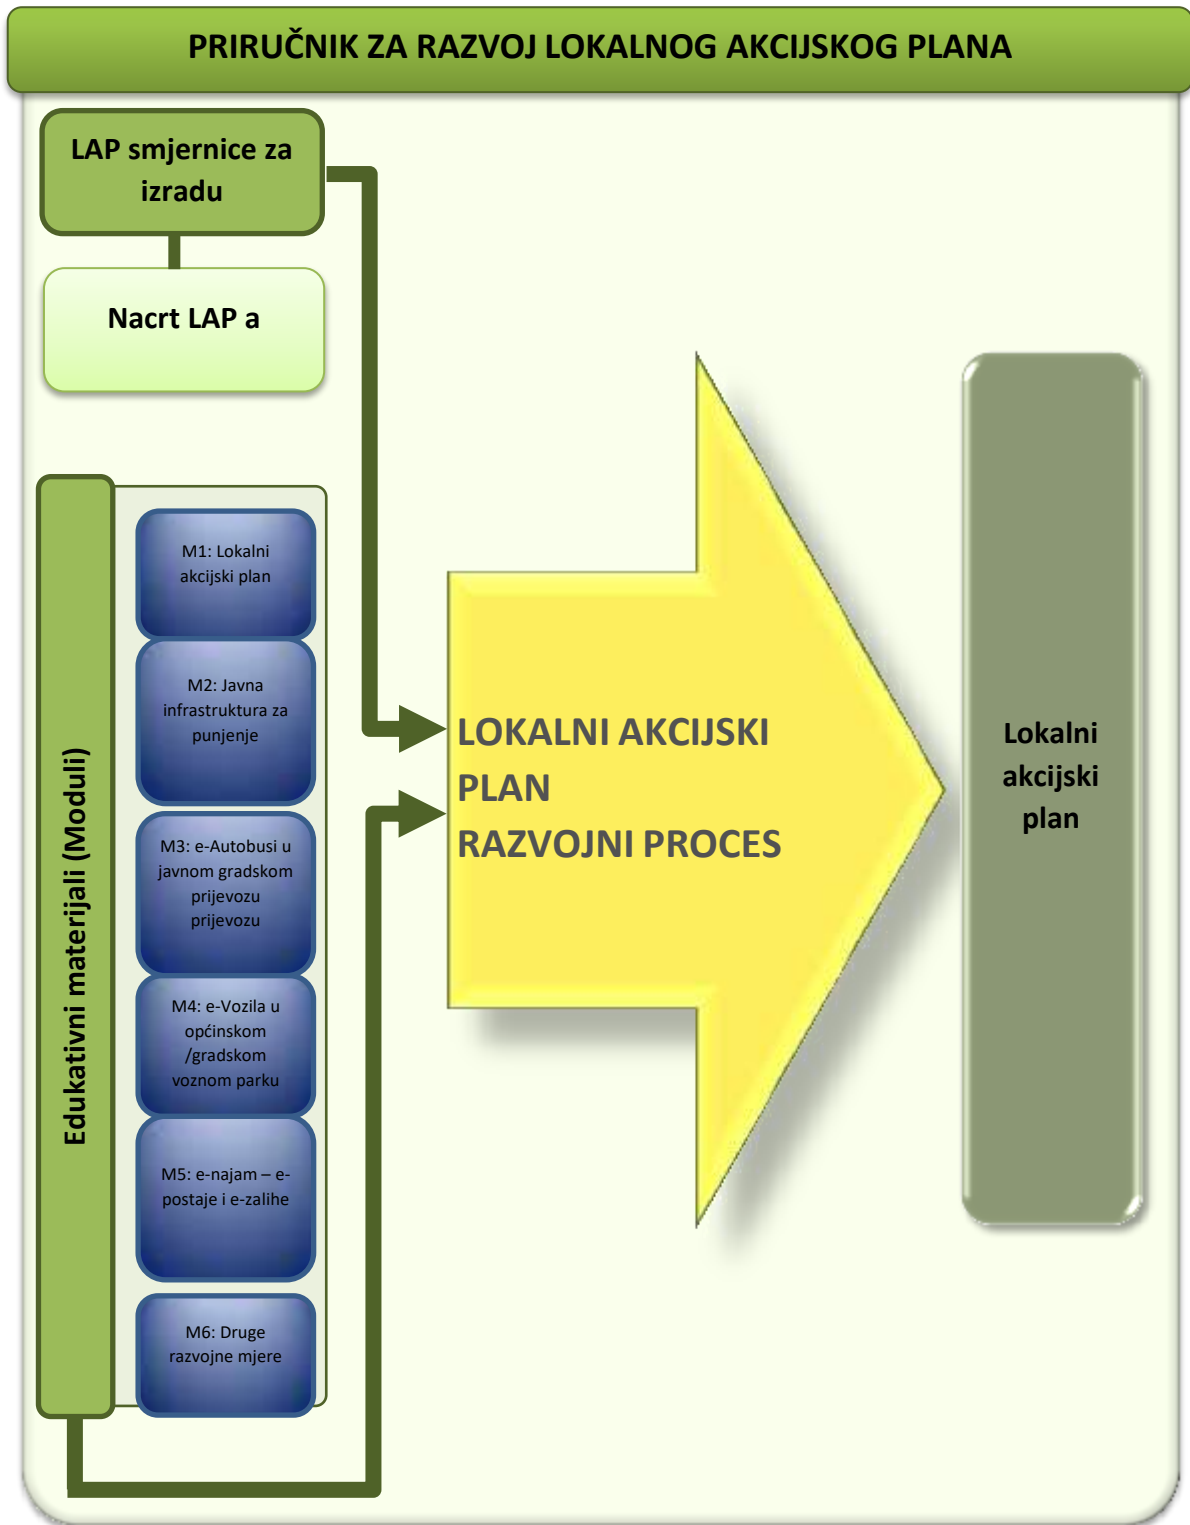 PRIRUČNIK ZA RAZVOJ LOKALNOG AKCIJSKOG PLANA
LAP smjernice za
izradu
Nacrt LAP a
Edukativni materijali (Moduli)
M1: Lokalni
akcijski plan
M2: Javna
infrastruktura za
punjenje
M3: e-Autobusi u
javnom gradskom
prijevozu
prijevozu
M4: e-Vozila u
općinskom
/gradskom
voznom parku
M5: e-najam – e-
postaje i e-zalihe
M6: Druge
razvojne mjere
LOKALNI AKCIJSKI
PLAN
RAZVOJNI PROCES
Lokalni
akcijski
plan